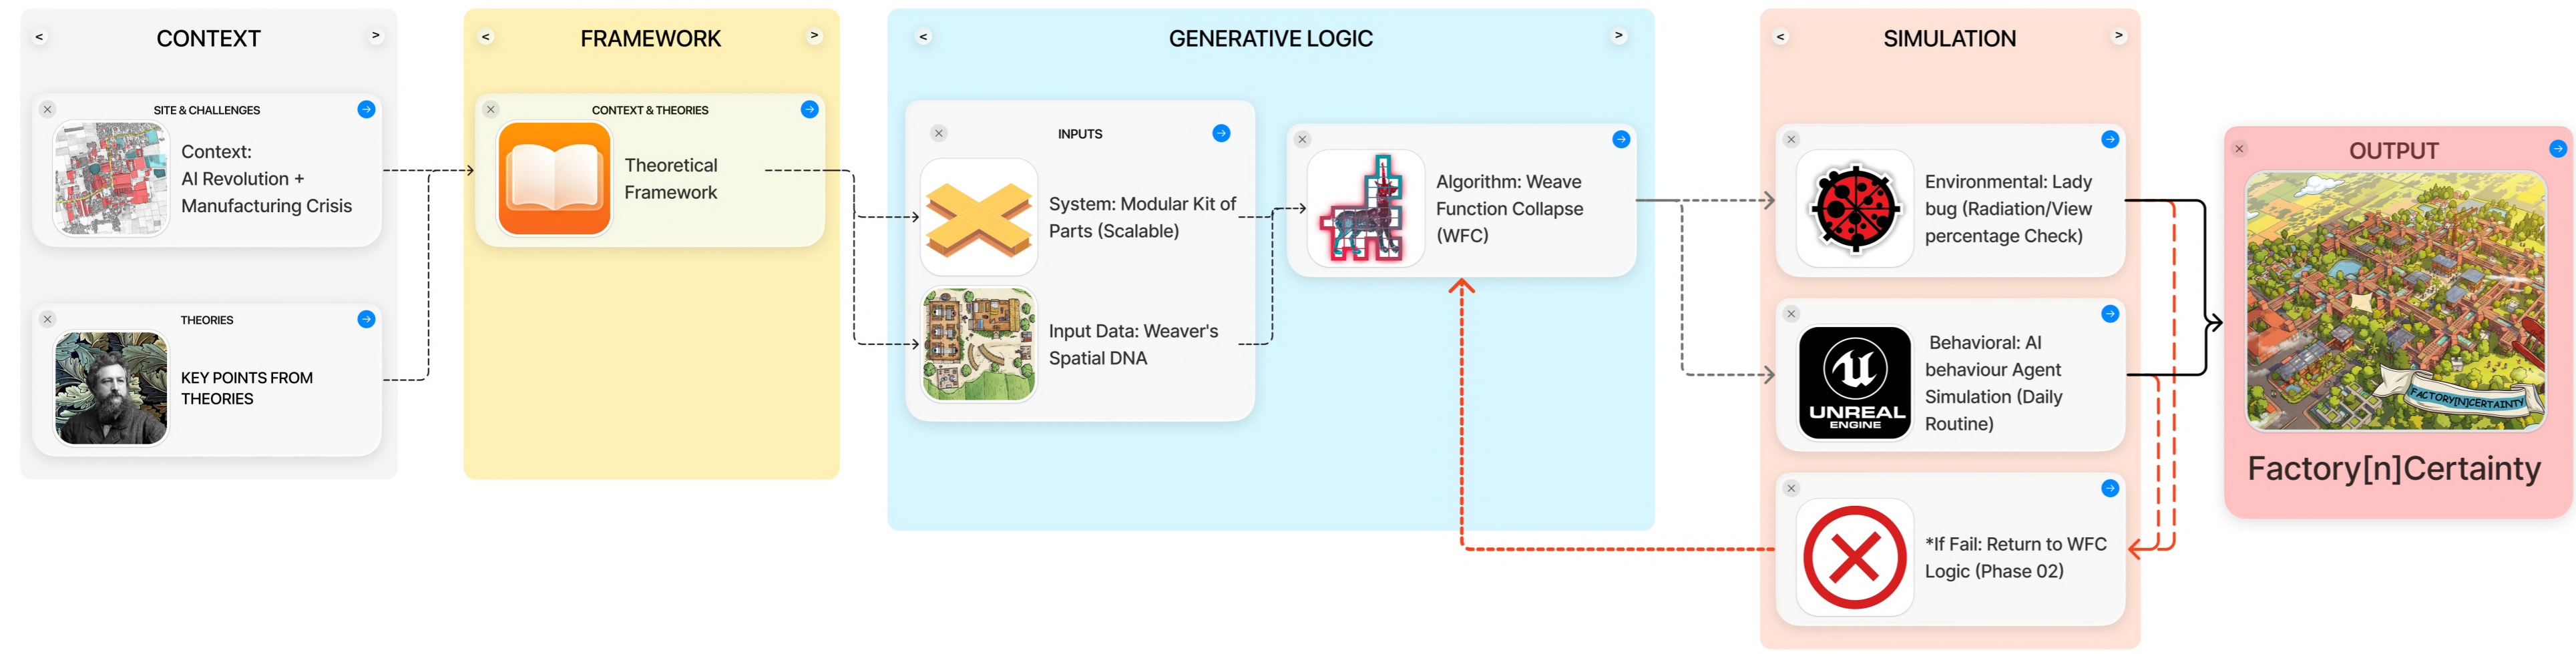 CONTEXT
SITE & CHALLENGES
Context:
AI Revolution +
Manufacturing Crisis
THEORIES
KEY POINTS FROM
THEORIES
FRAMEWORK
CONTEXT & THEORIES
Theoretical
Framework
GENERATIVE LOGIC
INPUTS
System: Modular Kit of
Parts (Scalable)
Input Data: Weaver's
Spatial DNA
Algorithm: Weave
Function Collapse
(WFC)
SIMULATION
Environmental: Lady
bug (Radiation/View
percentage Check)
UNREAL
ENGINE
Behavioral: AI
behaviour Agent
Simulation (Daily
Routine)
*If Fail: Return to WFC
Logic (Phase 02)
OUTPUT
FACTORY[N]CERTAINTY
Factory[n]Certainty